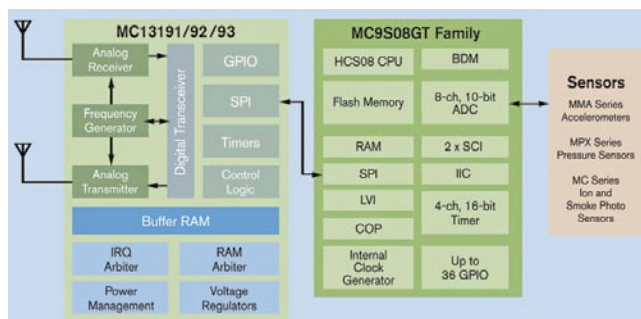 MC13191/92/93
Analog
Receiver
Frequency
Generator
Analog
Transmitter
Digital Transceiver
GPIO
SPI
Timers
Control
Logic
Buffer RAM
IRQ
Arbiter
RAM
Arbiter
Power
Management
Voltage
Regulators
MC9S08GT Family
HCS08 CPU
BDM
Flash Memory
8-ch, 10-bit
ADC
RAM
2 x SCI
SPI
IIC
LVI
4-ch, 16-bit
Timer
COP
Internal
Clock
Generator
Up to
36 GPIO
Sensors
MMA Series
Accelerometers
MPX Series
Pressure Sensors
MC Series
Ion and
Smoke Photo
Sensors